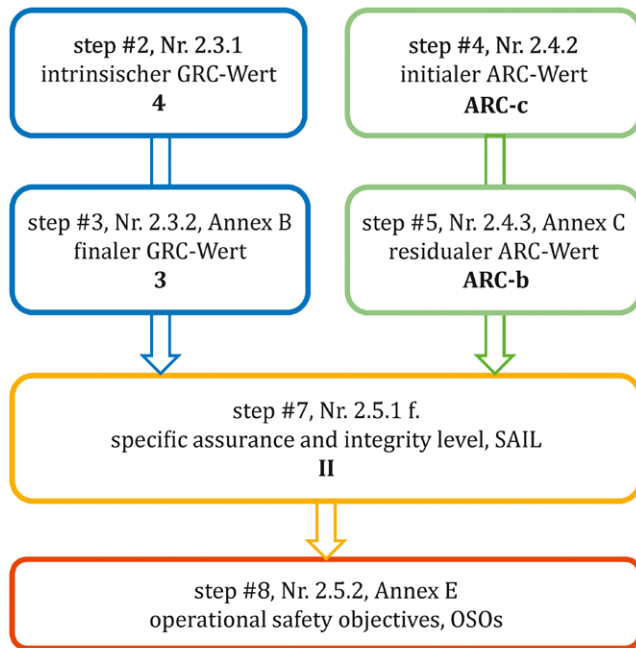 step #2, Nr. 2.3.1
intrinsischer GRC-Wert
4
step #4, Nr. 2.4.2
initialer ARC-Wert
ARC-c
step #3, Nr. 2.3.2, Annex B
finaler GRC-Wert
3
step #5, Nr. 2.4.3, Annex C
residualer ARC-Wert
ARC-b
step #7, Nr. 2.5.1 f.
specific assurance and integrity level, SAIL
II
step #8, Nr. 2.5.2, Annex E
operational safety objectives, OSOs